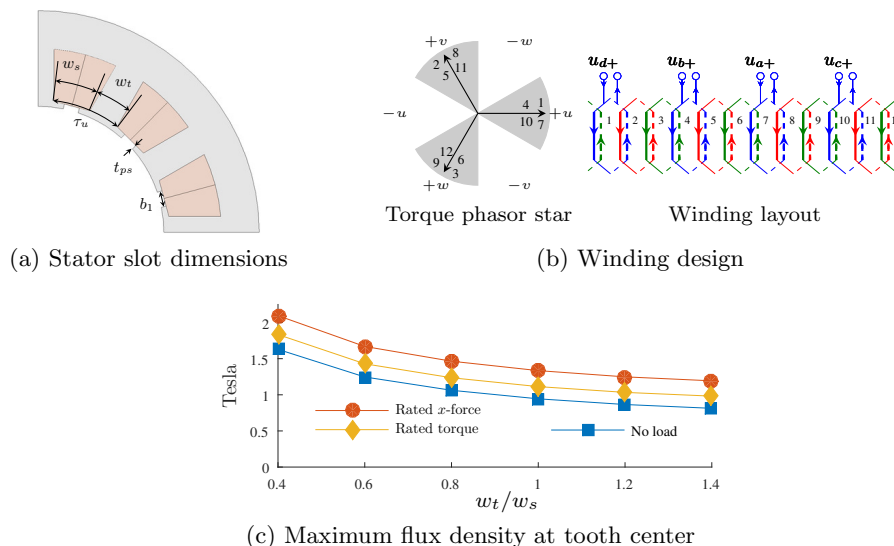 w_s
w_t
τ_u
t_ps
b_1
(a) Stator slot dimensions
+v
-w
8
2
11
5
-u
4
1
+u
10
7
12
9
6
3
+w
-v
Torque phasor star
u_d+
u_b+
u_a+
u_c+
1
2
3
4
5
6
7
8
9
10
11
1
Winding layout
(b) Winding design
2
1.5
1
0.5
0
Tesla
Rated x-force
Rated torque
No load
0.4
0.6
0.8
1
1.2
1.4
w_t/w_s
(c) Maximum flux density at tooth center